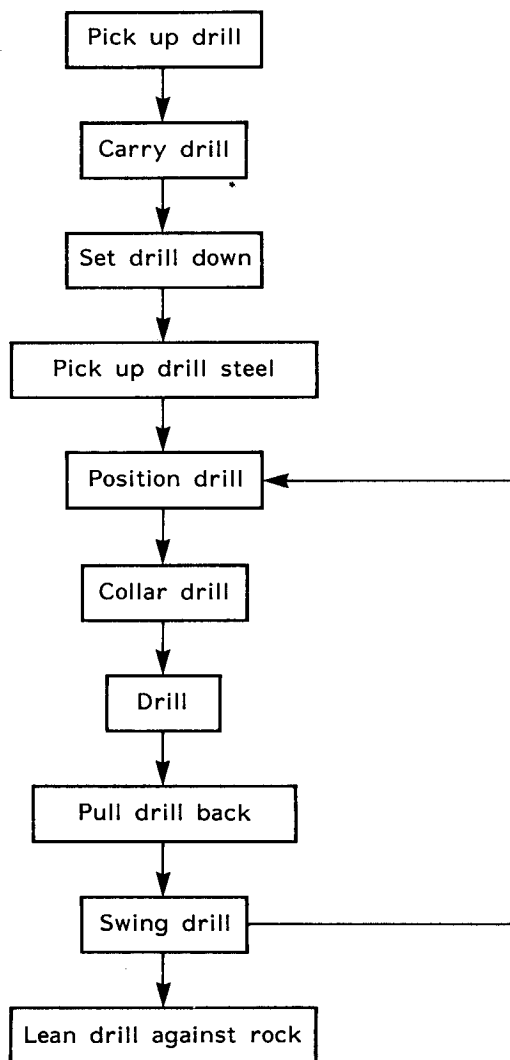 Pick up drill
Carry drill
Set drill down
Pick up drill steel
Position drill
Collar drill
Drill
Pull drill back
Swing drill
Lean drill against rock